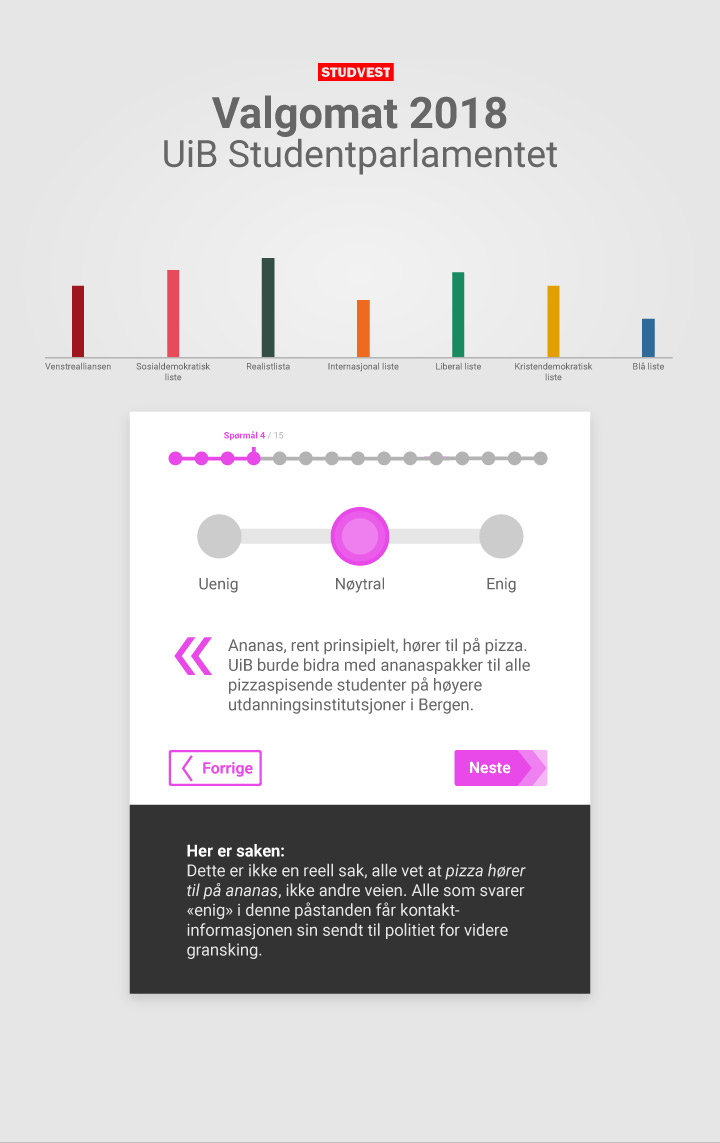 STUDVEST
Valgomat 2018
UiB Studentparlamentet
Venstrealliansen
Sosialdemokratisk
liste
Realistlista
Internasjonal liste
Liberal liste
Kristendemokratisk
liste
Blå liste
Spørmål 4 / 15
Uenig
Nøytral
Enig
«
Ananas, rent prinsipielt, hører til på pizza.
UiB burde bidra med ananaspakker til alle
pizzaspisende studenter på høyere
utdanningsinstitutsjoner i Bergen.
Forrige
Neste
Her er saken:
Dette er ikke en reell sak, alle vet at pizza hører
til på ananas, ikke andre veien. Alle som svarer
«enig» i denne påstanden får kontakt-
informasjonen sin sendt til politiet for videre
gransking.